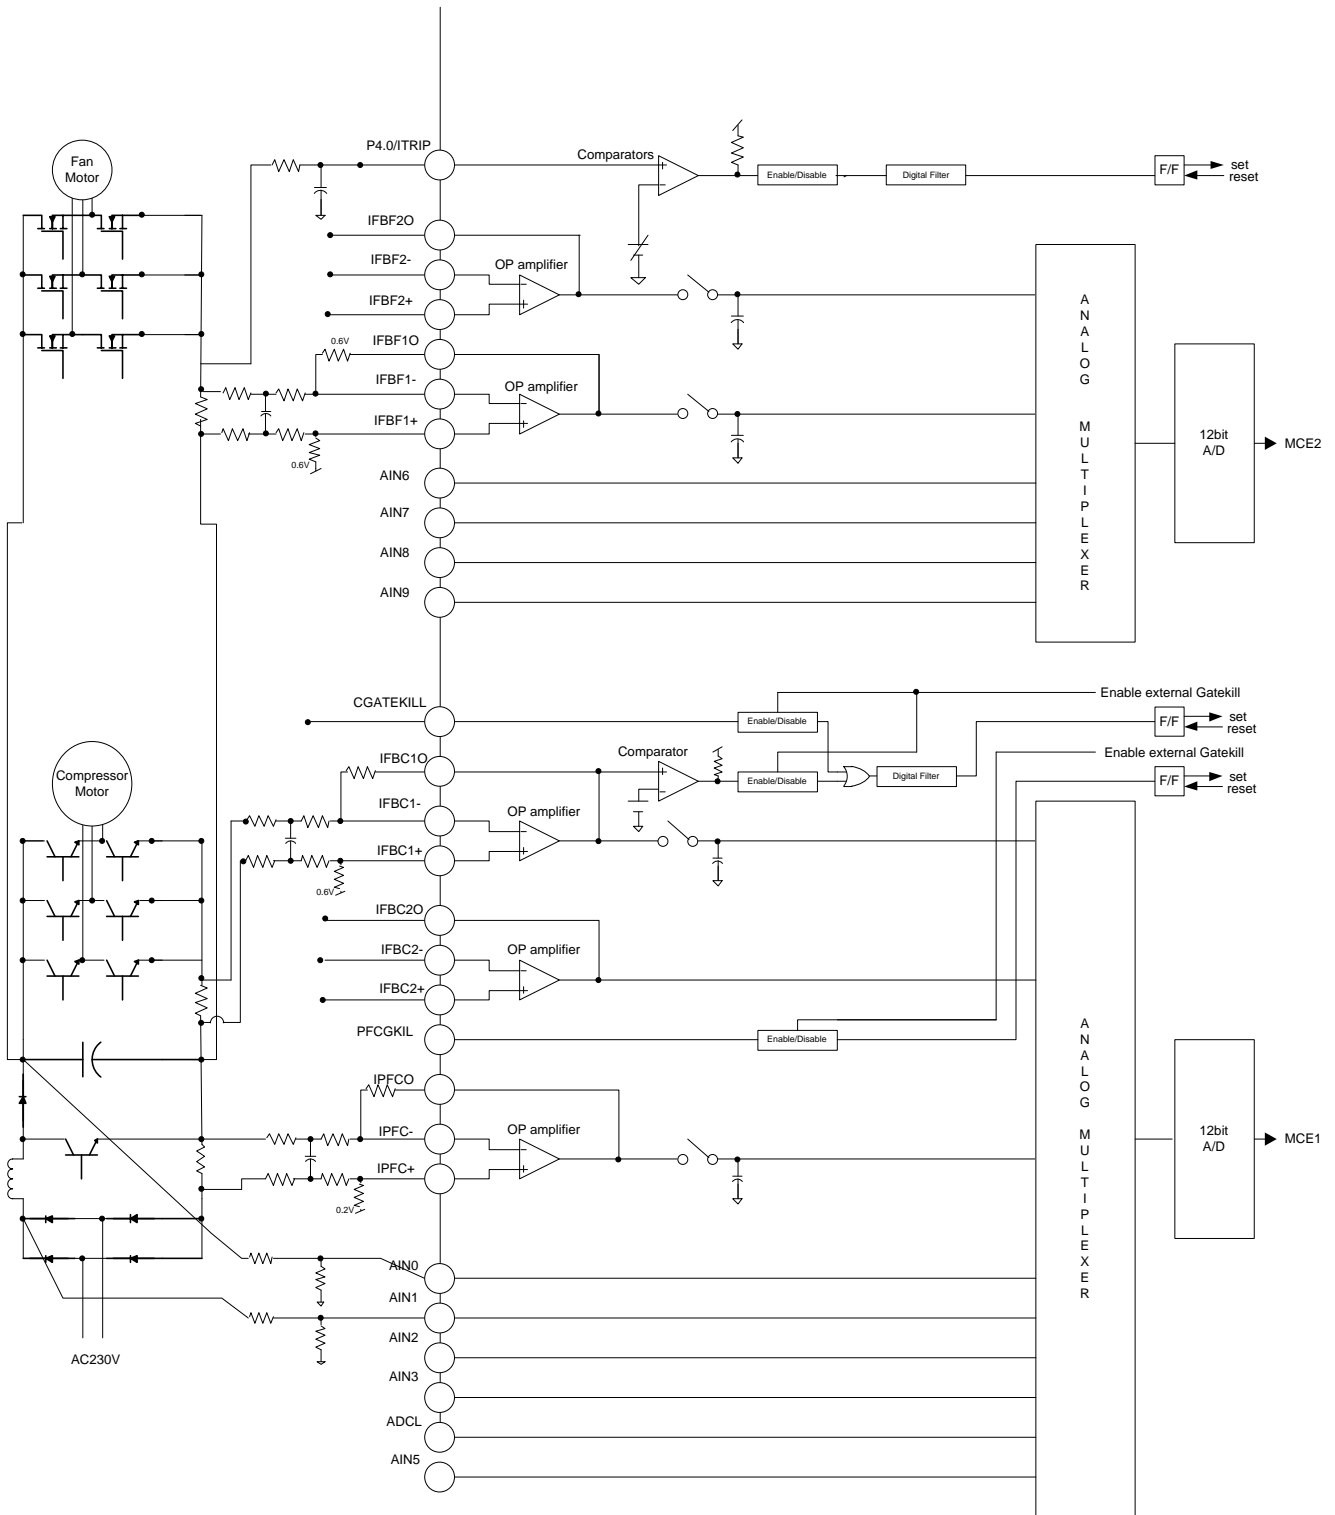 P4.0/ITRIP
Fan
Motor
Comparators
Enable/Disable
Digital Filter
F/F
set
reset
IFBF2O
IFBF2-
OP amplifier
IFBF2+
0.6V
IFBF1O
IFBF1-
OP amplifier
IFBF1+
0.6V
AIN6
AIN7
AIN8
AIN9
ANALOG MULTIPLEXER
12bit
A/D
MCE2
CGATEKILL
Enable/Disable
Enable external Gatekill
F/F
set
reset
Compressor
Motor
IFBC1O
Comparator
Enable/Disable
Digital Filter
Enable external Gatekill
F/F
set
reset
IFBC1-
OP amplifier
IFBC1+
0.6V
IFBC2O
IFBC2-
OP amplifier
IFBC2+
PFCGKIL
Enable/Disable
IPFCO
IPFC-
OP amplifier
IPFC+
0.2V
ANALOG MULTIPLEXER
12bit
A/D
MCE1
AIN0
AIN1
AIN2
AC230V
AIN3
ADCL
AIN5